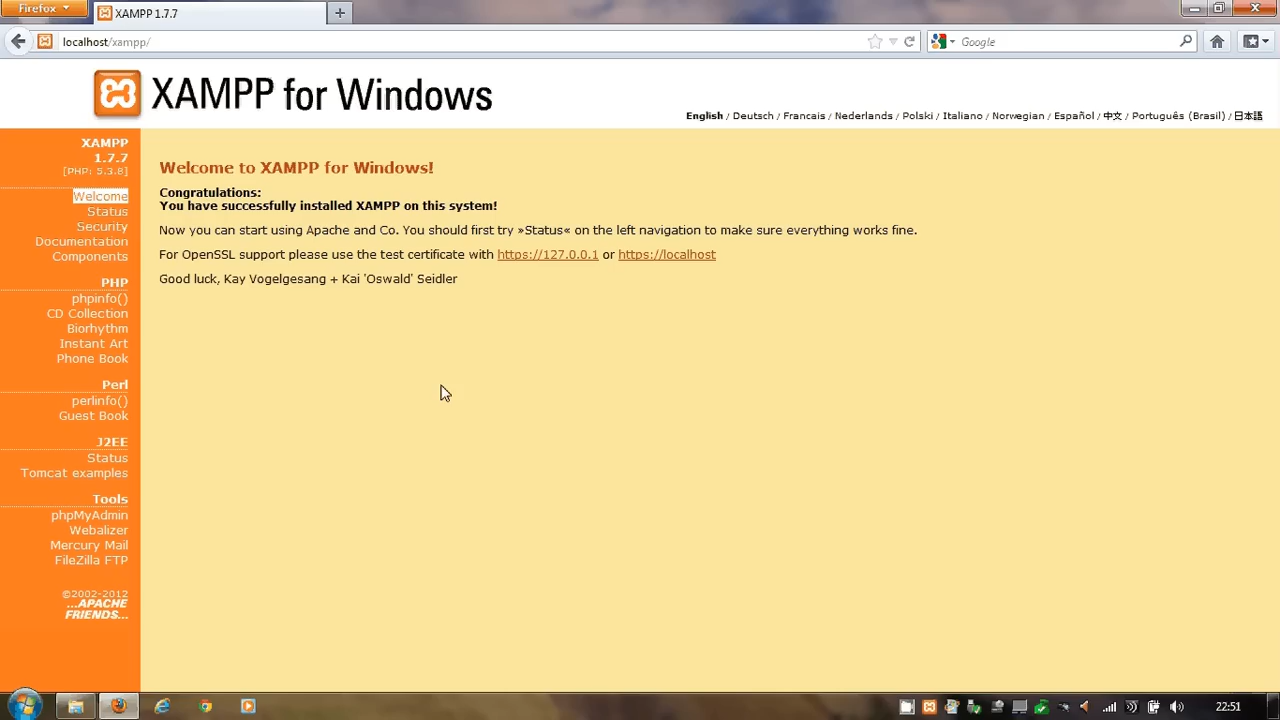 Firefox
XAMPP 1.7.7
localhost/xampp/
Google
XAMPP for Windows
English / Deutsch / Francais / Nederlands / Polski / Italiano / Norwegian / Español / 中文 / Português (Brasil) / 日本語
XAMPP
1.7.7
[PHP: 5.3.8]
Welcome
Status
Security
Documentation
Components
PHP
phpinfo()
CD Collection
Biorhythm
Instant Art
Phone Book
Perl
perlinfo()
Guest Book
J2EE
Status
Tomcat examples
Tools
phpMyAdmin
Webalizer
Mercury Mail
FileZilla FTP
©2002-2012
...APACHE
FRIENDS...
Welcome to XAMPP for Windows!
Congratulations:
You have successfully installed XAMPP on this system!
Now you can start using Apache and Co. You should first try »Status« on the left navigation to make sure everything works fine.
For OpenSSL support please use the test certificate with https://127.0.0.1 or https://localhost
Good luck, Kay Vogelgesang + Kai 'Oswald' Seidler
22:51